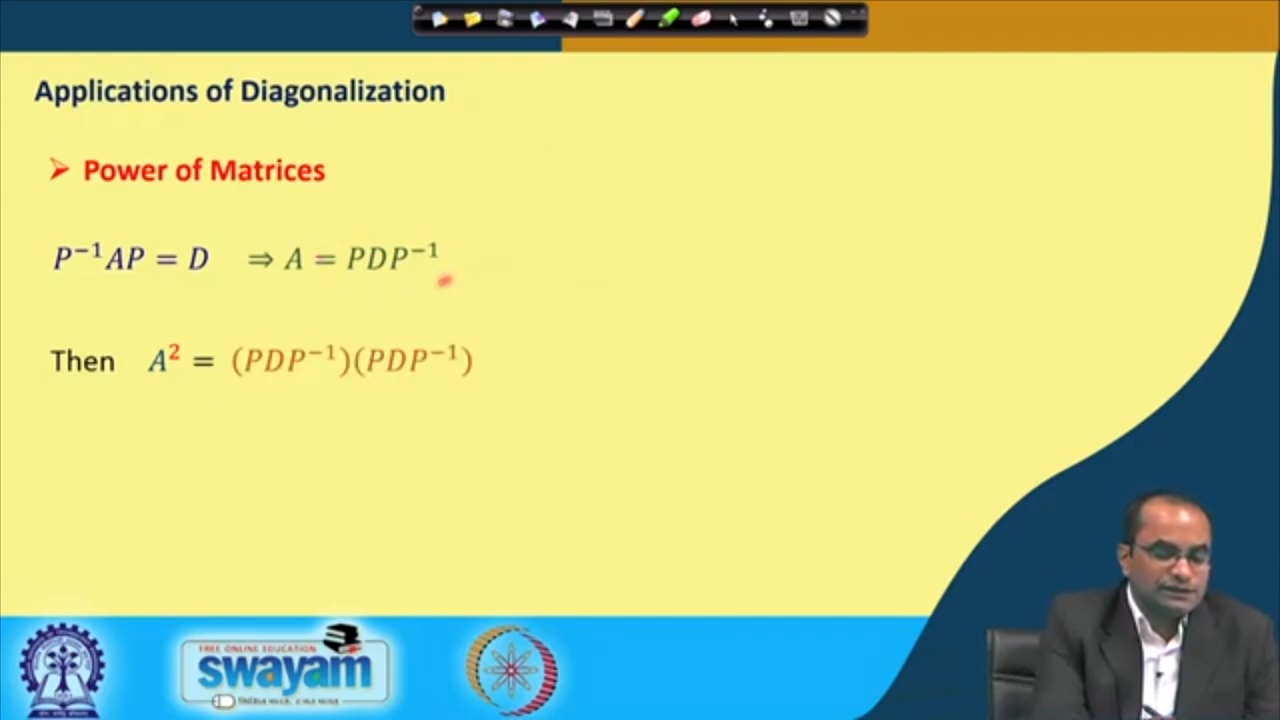 Applications of Diagonalization
➢ Power of Matrices
P⁻¹AP = D ⇒ A = PDP⁻¹
Then A² = (PDP⁻¹)(PDP⁻¹)
FREE ONLINE EDUCATION
swayam